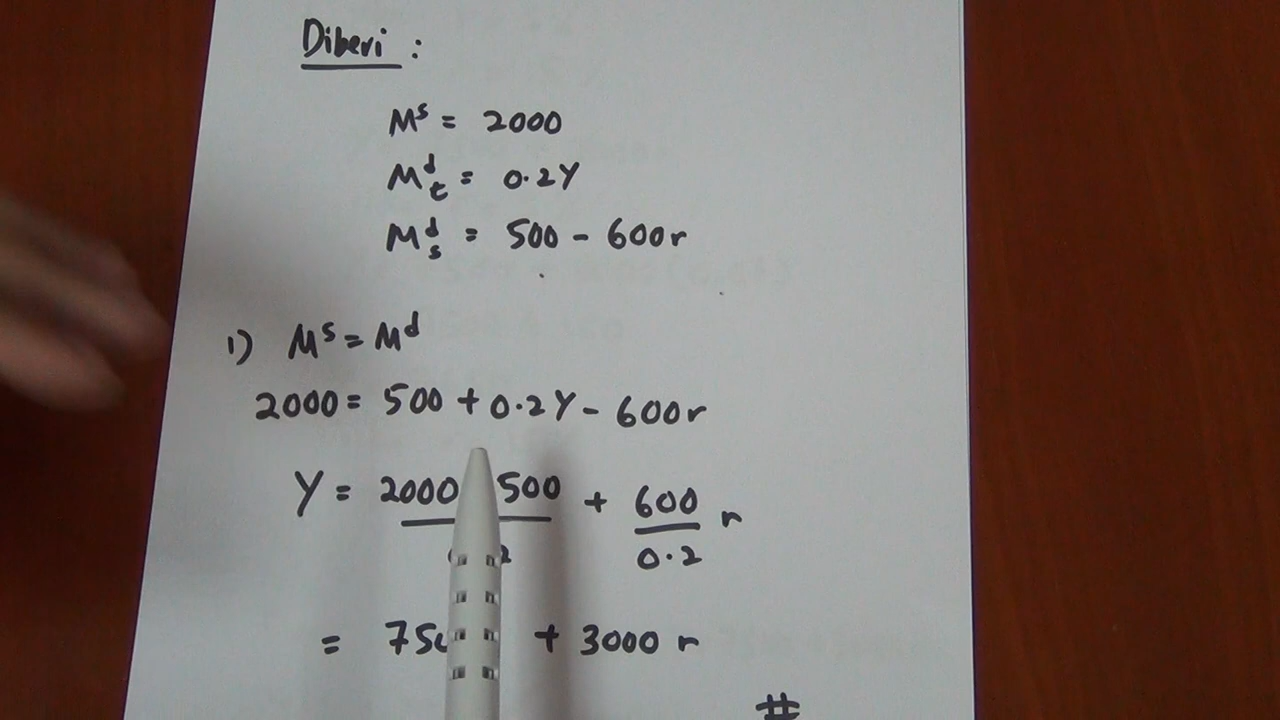 Diberi :
Mˢ = 2000
Mᵈt = 0.2Y
Mᵈs = 500 - 600r
1) Mˢ = Mᵈ
2000 = 500 + 0.2Y - 600r
Y = 2000 500 + 600 r
0.2
= + 3000 r
#